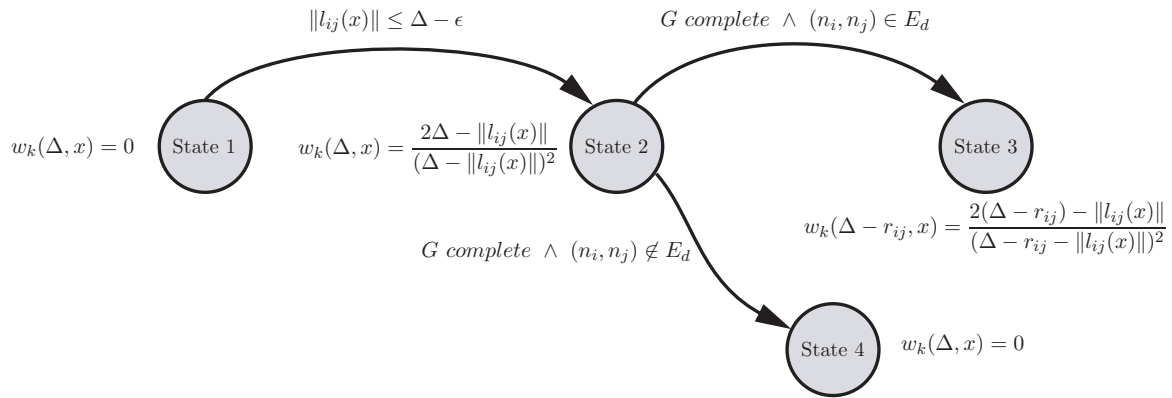 ‖l_{ij}(x)‖ ≤ Δ − ϵ
G complete ∧ (n_i, n_j) ∈ E_d
w_k(Δ, x) = 0
State 1
w_k(Δ, x) = \frac{2Δ − ‖l_{ij}(x)‖}{(Δ − ‖l_{ij}(x)‖)^2}
State 2
State 3
w_k(Δ − r_{ij}, x) = \frac{2(Δ − r_{ij}) − ‖l_{ij}(x)‖}{(Δ − r_{ij} − ‖l_{ij}(x)‖)^2}
G complete ∧ (n_i, n_j) ∉ E_d
State 4
w_k(Δ, x) = 0